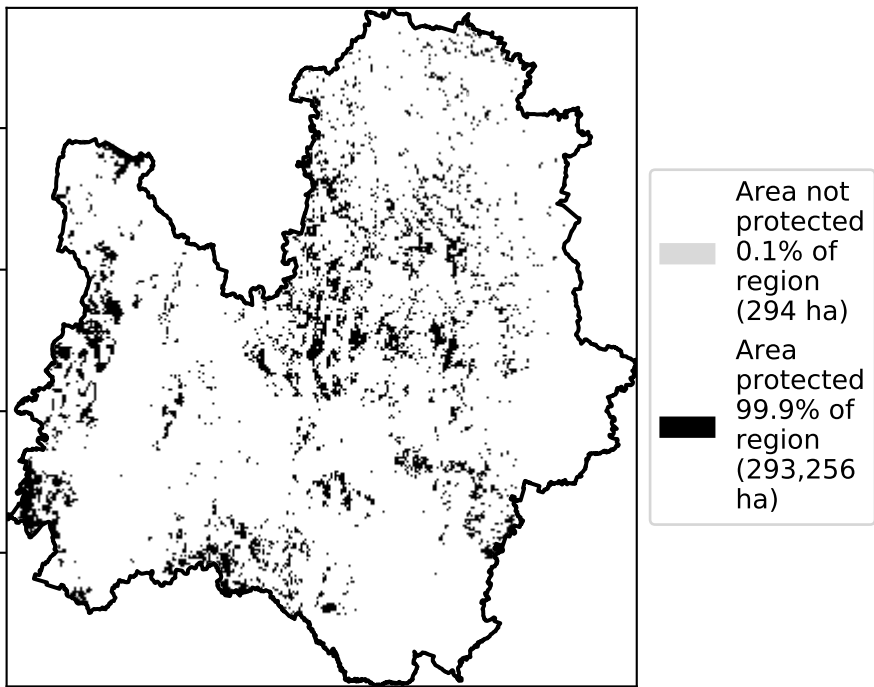 Area not
protected
0.1% of
region
(294 ha)
Area
protected
99.9% of
region
(293,256
ha)